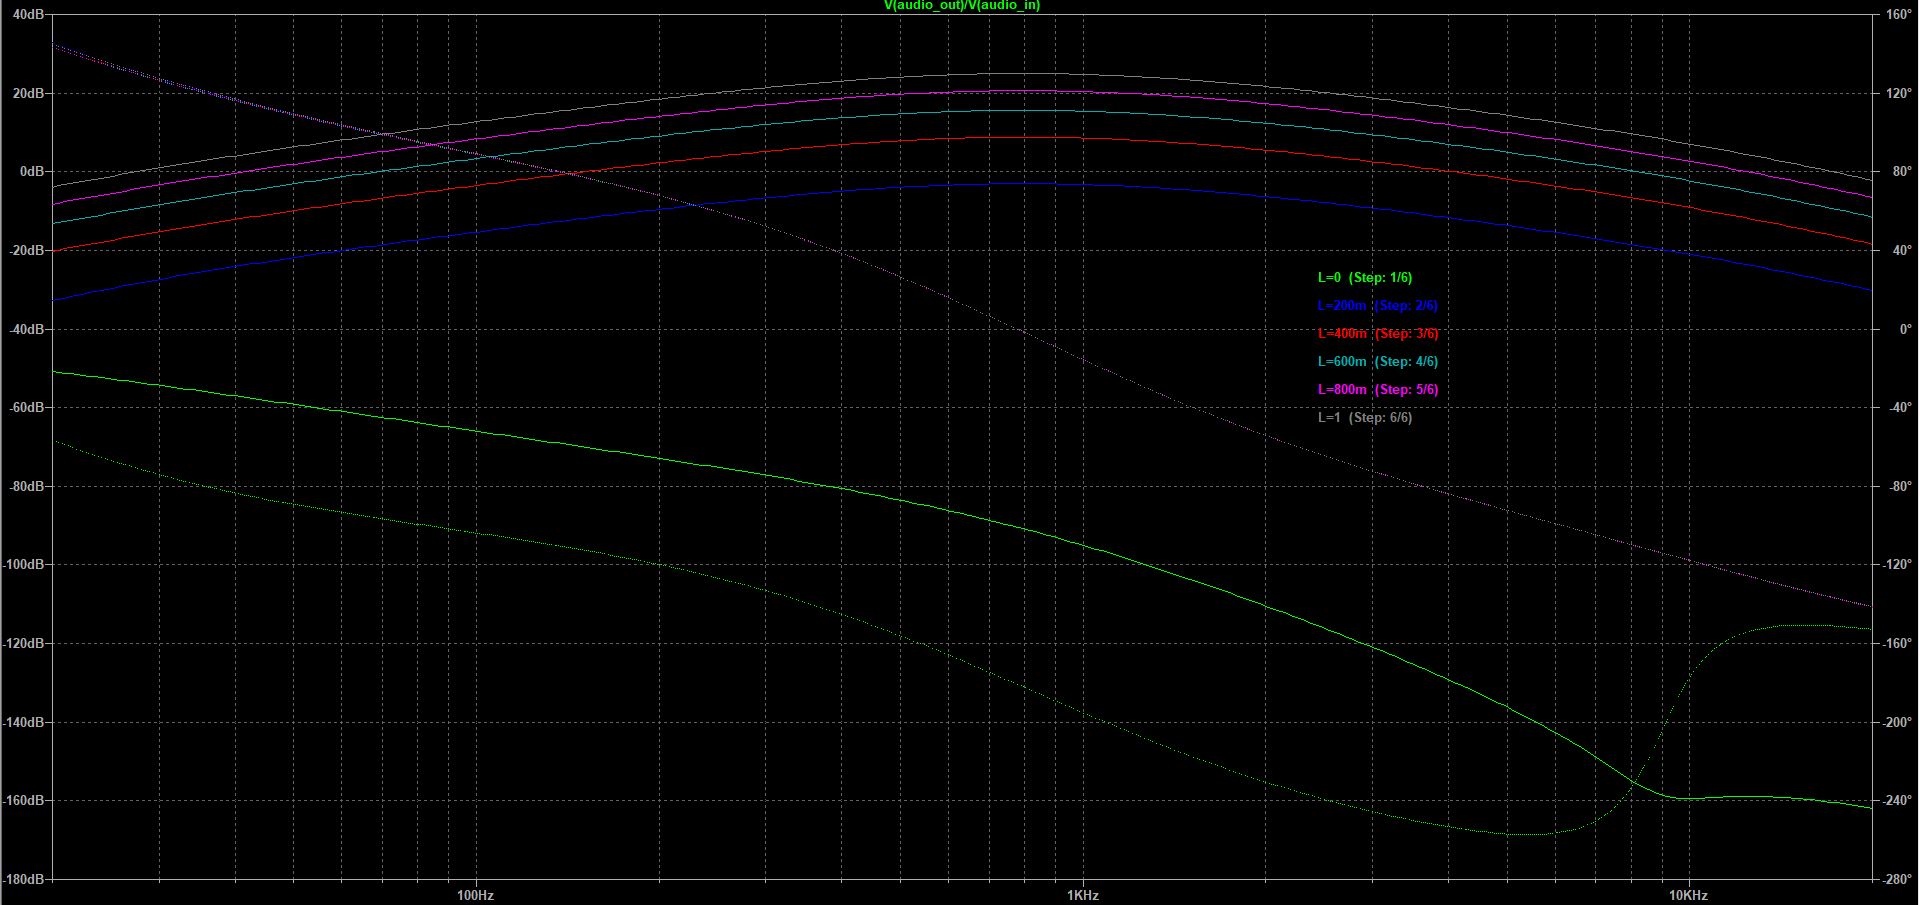 V(audio_out)/V(audio_in)
40dB 160°
20dB 120°
0dB 80°
-20dB 40°
L=0 (Step: 1/6)
L=200m (Step: 2/6)
-40dB 0°
L=400m (Step: 3/6)
L=600m (Step: 4/6)
L=800m (Step: 5/6)
-60dB -40°
L=1 (Step: 6/6)
-80dB -80°
-100dB -120°
-120dB -160°
-140dB -200°
-160dB -240°
-180dB -280°
100Hz 1KHz 10KHz